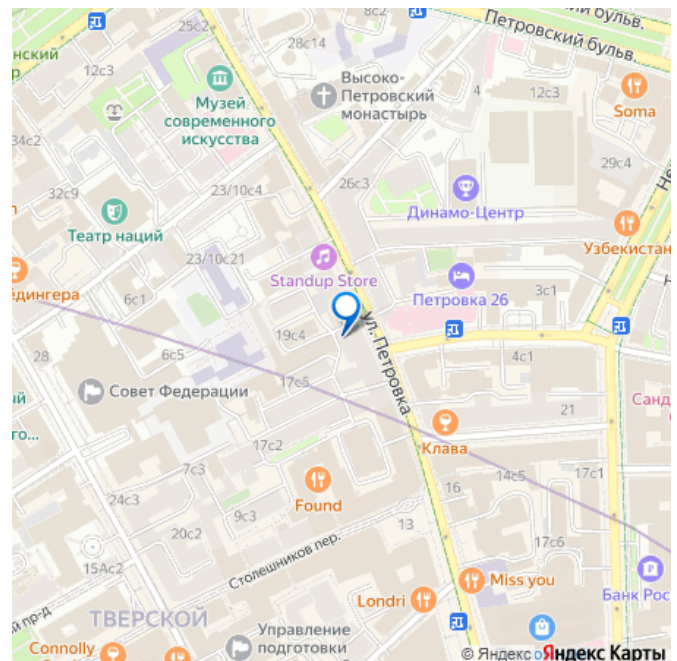 25с2
8с2
Петровский бульв.
28с14
нский
12с3
Высоко-
Петровский
монастырь
4
12с3
Soma
Музей
современного
искусства
34с2
29с4
32с9
23/10с4
26с3
Динамо-Центр
Театр наций
Узбекистан
23/10с21
Standup Store
Петровка 26
3с1
ёдингера
6с1
ул. Петровка
19с4
28
6с5
4с1
Совет Федерации
17с5
Санд
21
Клава
17с2
7с3
Found
16
14с5
17с1
24с3
9с3
13
20с2
17с6
15Ас2
Столешников пер.
Miss you
Londri
Банк Рос
ТВЕРСКОЙ
Connolly
Управление
подготовки
© Яндекс
Яндекс Карты